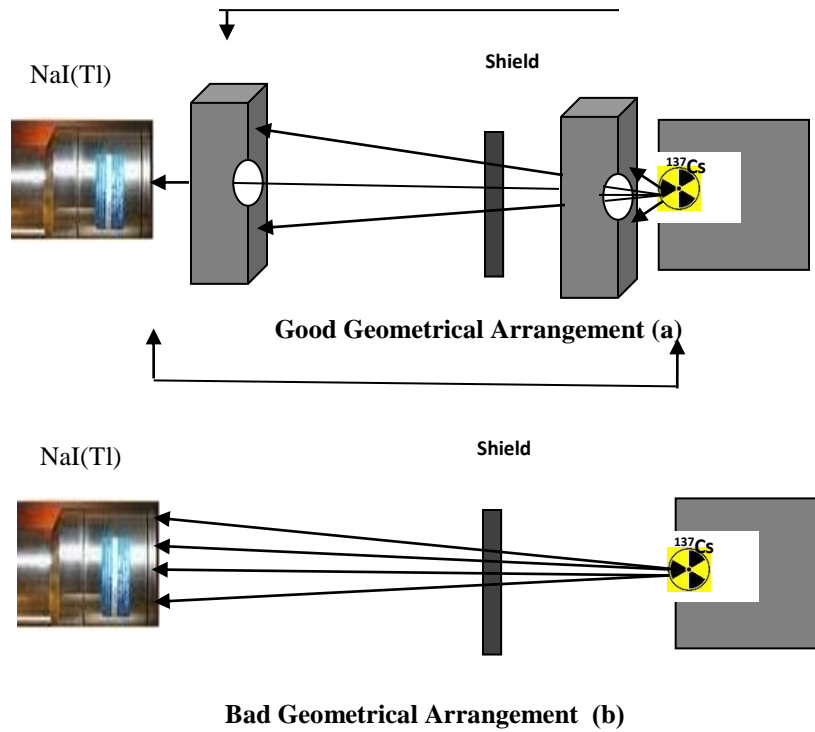 Shield
NaI(Tl)
¹³⁷Cs
Good Geometrical Arrangement (a)
Shield
NaI(Tl)
¹³⁷Cs
Bad Geometrical Arrangement (b)